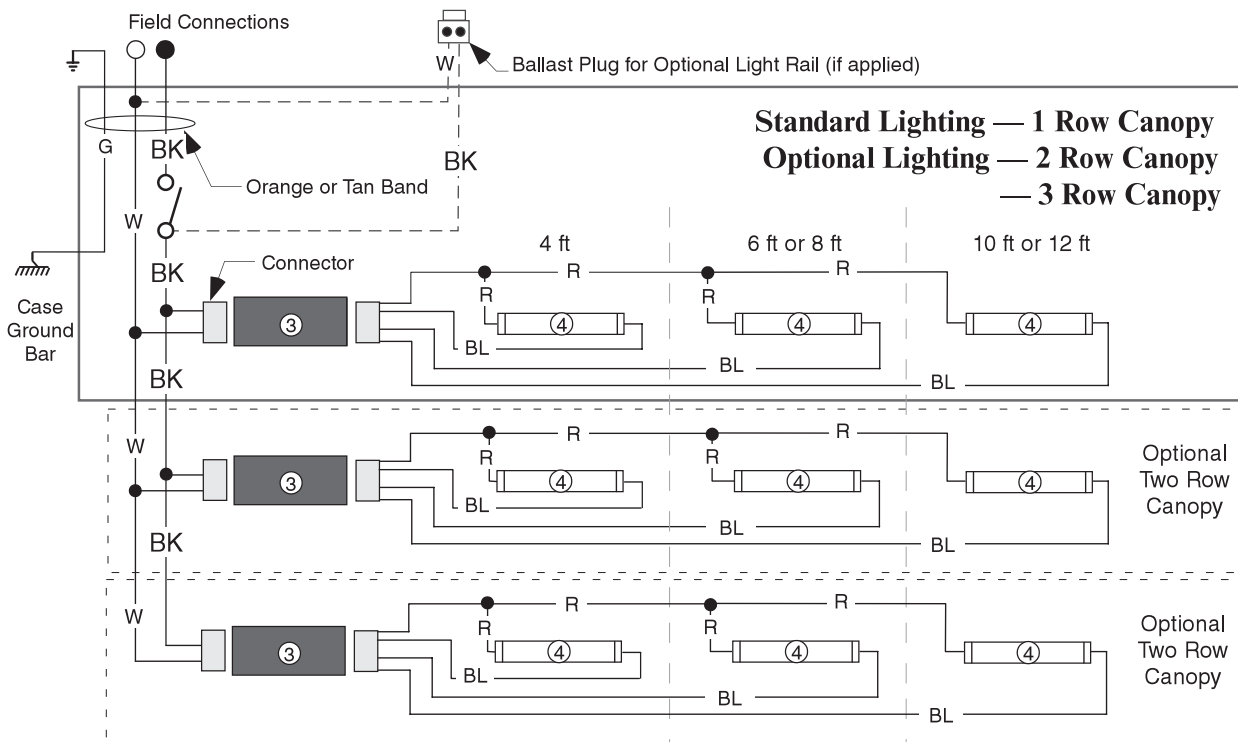 Field Connections
W
Ballast Plug for Optional Light Rail (if applied)
Standard Lighting — 1 Row Canopy
Optional Lighting — 2 Row Canopy
— 3 Row Canopy
G
BK
BK
Orange or Tan Band
W
4 ft
6 ft or 8 ft
10 ft or 12 ft
BK
Connector
R
R
Case
Ground
Bar
R
R
3
4
4
4
BL
BL
BL
BK
W
R
R
R
R
3
4
4
4
Optional
Two Row
Canopy
BL
BL
BL
BK
W
R
R
R
R
3
4
4
4
Optional
Two Row
Canopy
BL
BL
BL